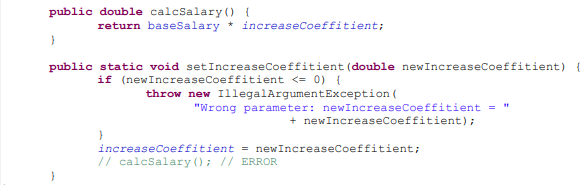 public double calcSalary() {
return baseSalary * increaseCoeffitient;
}
public static void setIncreaseCoeffitient(double newIncreaseCoeffitient) {
if (newIncreaseCoeffitient <= 0) {
throw new IllegalArgumentException(
"Wrong parameter: newIncreaseCoeffitient = "
+ newIncreaseCoeffitient);
}
increaseCoeffitient = newIncreaseCoeffitient;
// calcSalary(); // ERROR
}